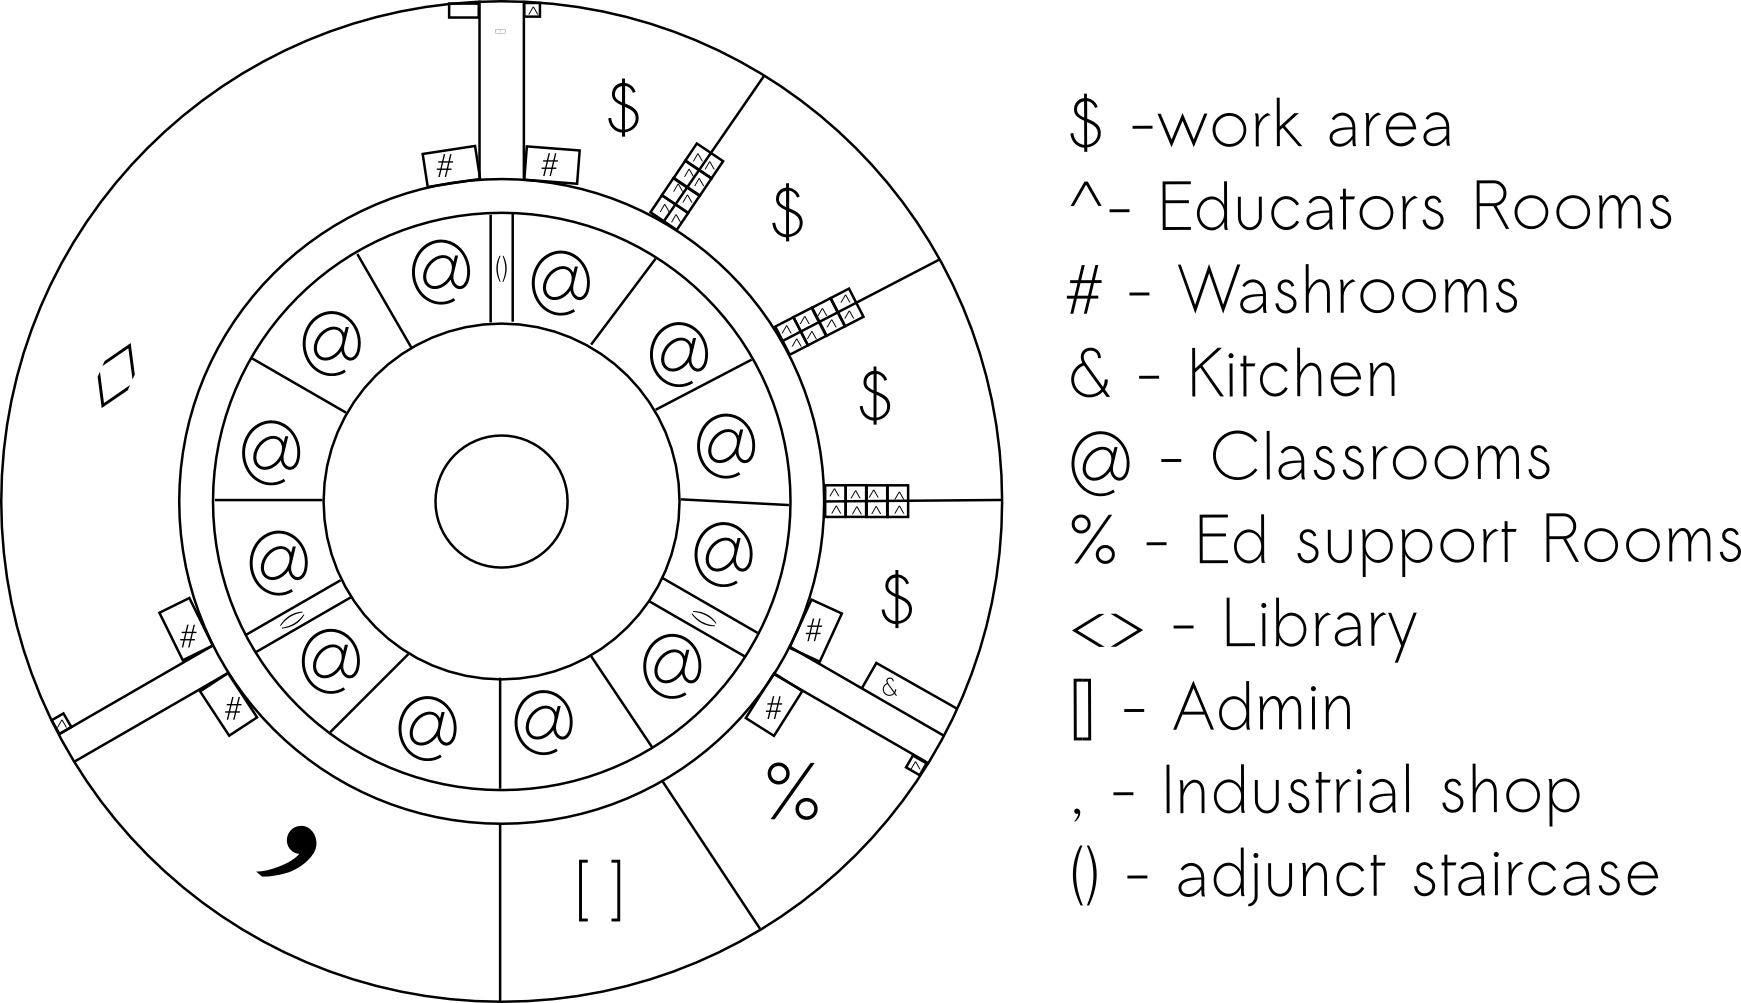 $ -work area
^- Educators Rooms
# - Washrooms
& - Kitchen
@ - Classrooms
% - Ed support Rooms
<> - Library
[] - Admin
, - Industrial shop
() - adjunct staircase
^
$
# #
^ ^ ^ ^ ^ ^ ^ ^
$
@ () @
@ @
^ ^ ^ ^ ^ ^ ^ ^
<>
$
@ @
^ ^ ^ ^
^ ^ ^ ^
@ @
$
() ()
# #
@ @
&
# #
^ @ @
^
%
,
[ ]